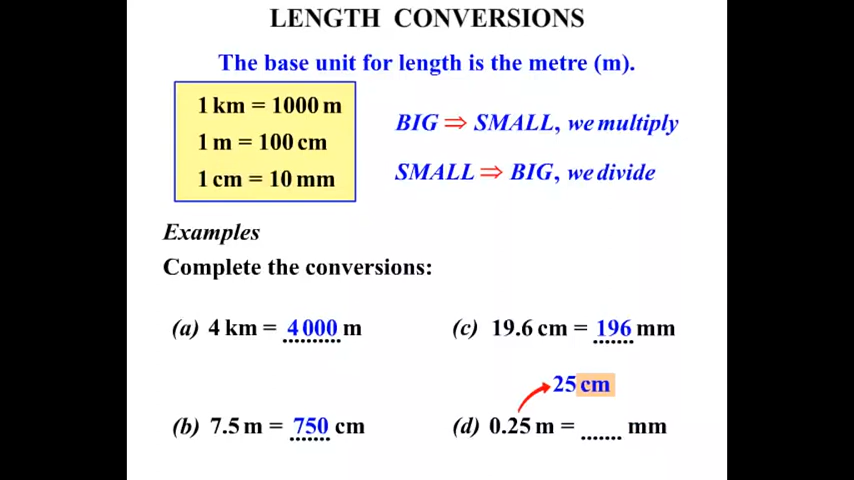 LENGTH CONVERSIONS
The base unit for length is the metre (m).
1 km = 1000 m
1 m = 100 cm
1 cm = 10 mm
BIG ⇒ SMALL, we multiply
SMALL ⇒ BIG, we divide
Examples
Complete the conversions:
(a) 4 km = 4 000 m
(c) 19.6 cm = 196 mm
25 cm
(b) 7.5 m = 750 cm
(d) 0.25 m = ....... mm